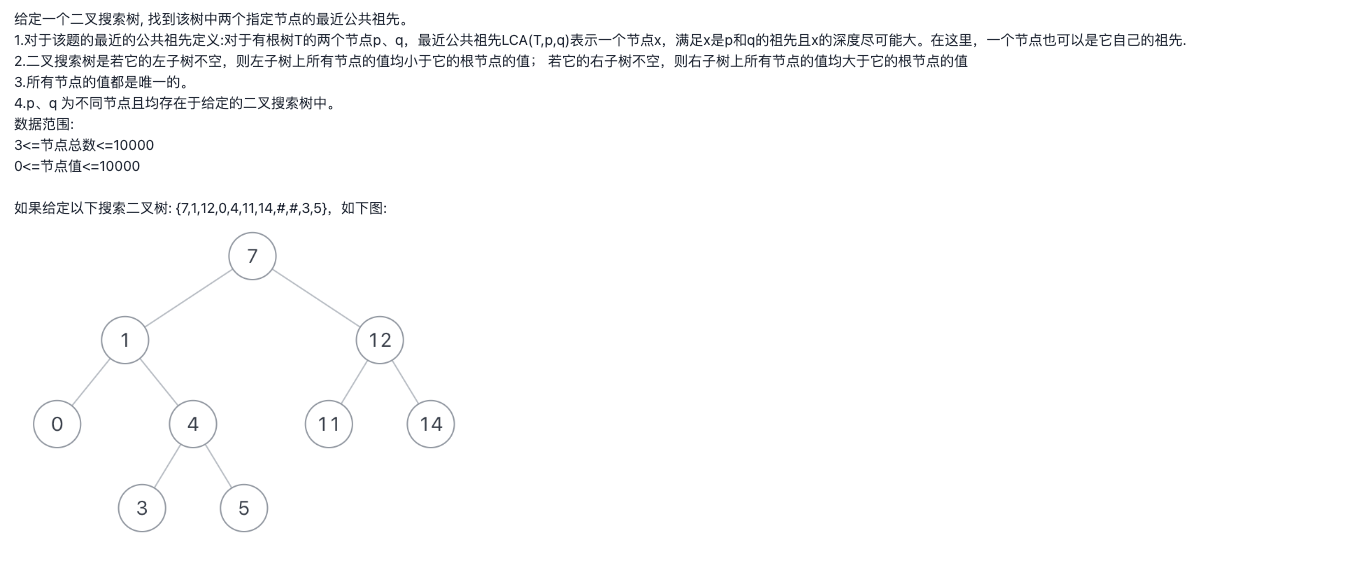 给定一个二叉搜索树, 找到该树中两个指定节点的最近公共祖先。
1.对于该题的最近的公共祖先定义:对于有根树T的两个节点p、q，最近公共祖先LCA(T,p,q)表示一个节点x，满足x是p和q的祖先且x的深度尽可能大。在这里，一个节点也可以是它自己的祖先.
2.二叉搜索树是若它的左子树不空，则左子树上所有节点的值均小于它的根节点的值； 若它的右子树不空，则右子树上所有节点的值均大于它的根节点的值
3.所有节点的值都是唯一的。
4.p、q 为不同节点且均存在于给定的二叉搜索树中。
数据范围:
3<=节点总数<=10000
0<=节点值<=10000
如果给定以下搜索二叉树: {7,1,12,0,4,11,14,#,#,3,5}，如下图:
7
1 12
0 4 11 14
3 5